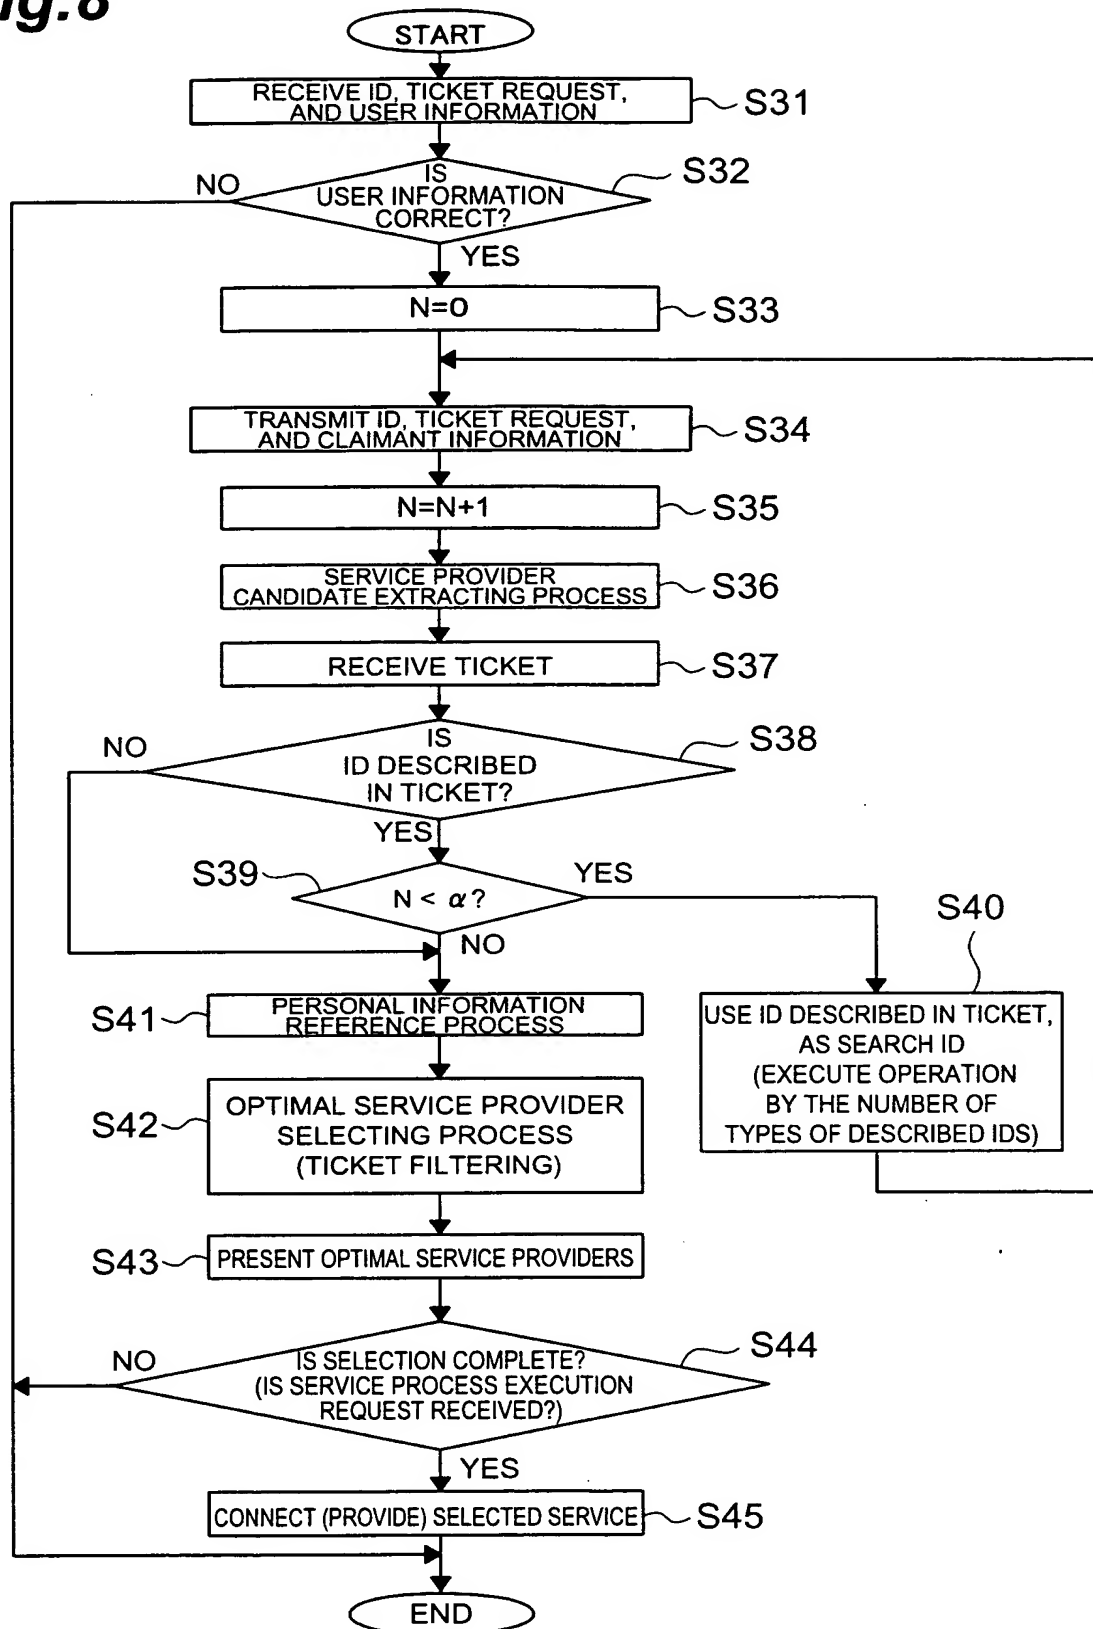 ig.8
START
RECEIVE ID, TICKET REQUEST,
AND USER INFORMATION
S31
IS
USER INFORMATION
CORRECT?
S32
NO
YES
N=0
S33
TRANSMIT ID, TICKET REQUEST,
AND CLAIMANT INFORMATION
S34
N=N+1
S35
SERVICE PROVIDER
CANDIDATE EXTRACTING PROCESS
S36
RECEIVE TICKET
S37
NO
IS
ID DESCRIBED
IN TICKET?
S38
YES
S39
N < α?
YES
NO
S40
USE ID DESCRIBED IN TICKET,
AS SEARCH ID
(EXECUTE OPERATION
BY THE NUMBER OF
TYPES OF DESCRIBED IDS)
S41
PERSONAL INFORMATION
REFERENCE PROCESS
S42
OPTIMAL SERVICE PROVIDER
SELECTING PROCESS
(TICKET FILTERING)
S43
PRESENT OPTIMAL SERVICE PROVIDERS
NO
IS SELECTION COMPLETE?
(IS SERVICE PROCESS EXECUTION
REQUEST RECEIVED?)
S44
YES
CONNECT (PROVIDE) SELECTED SERVICE
S45
END